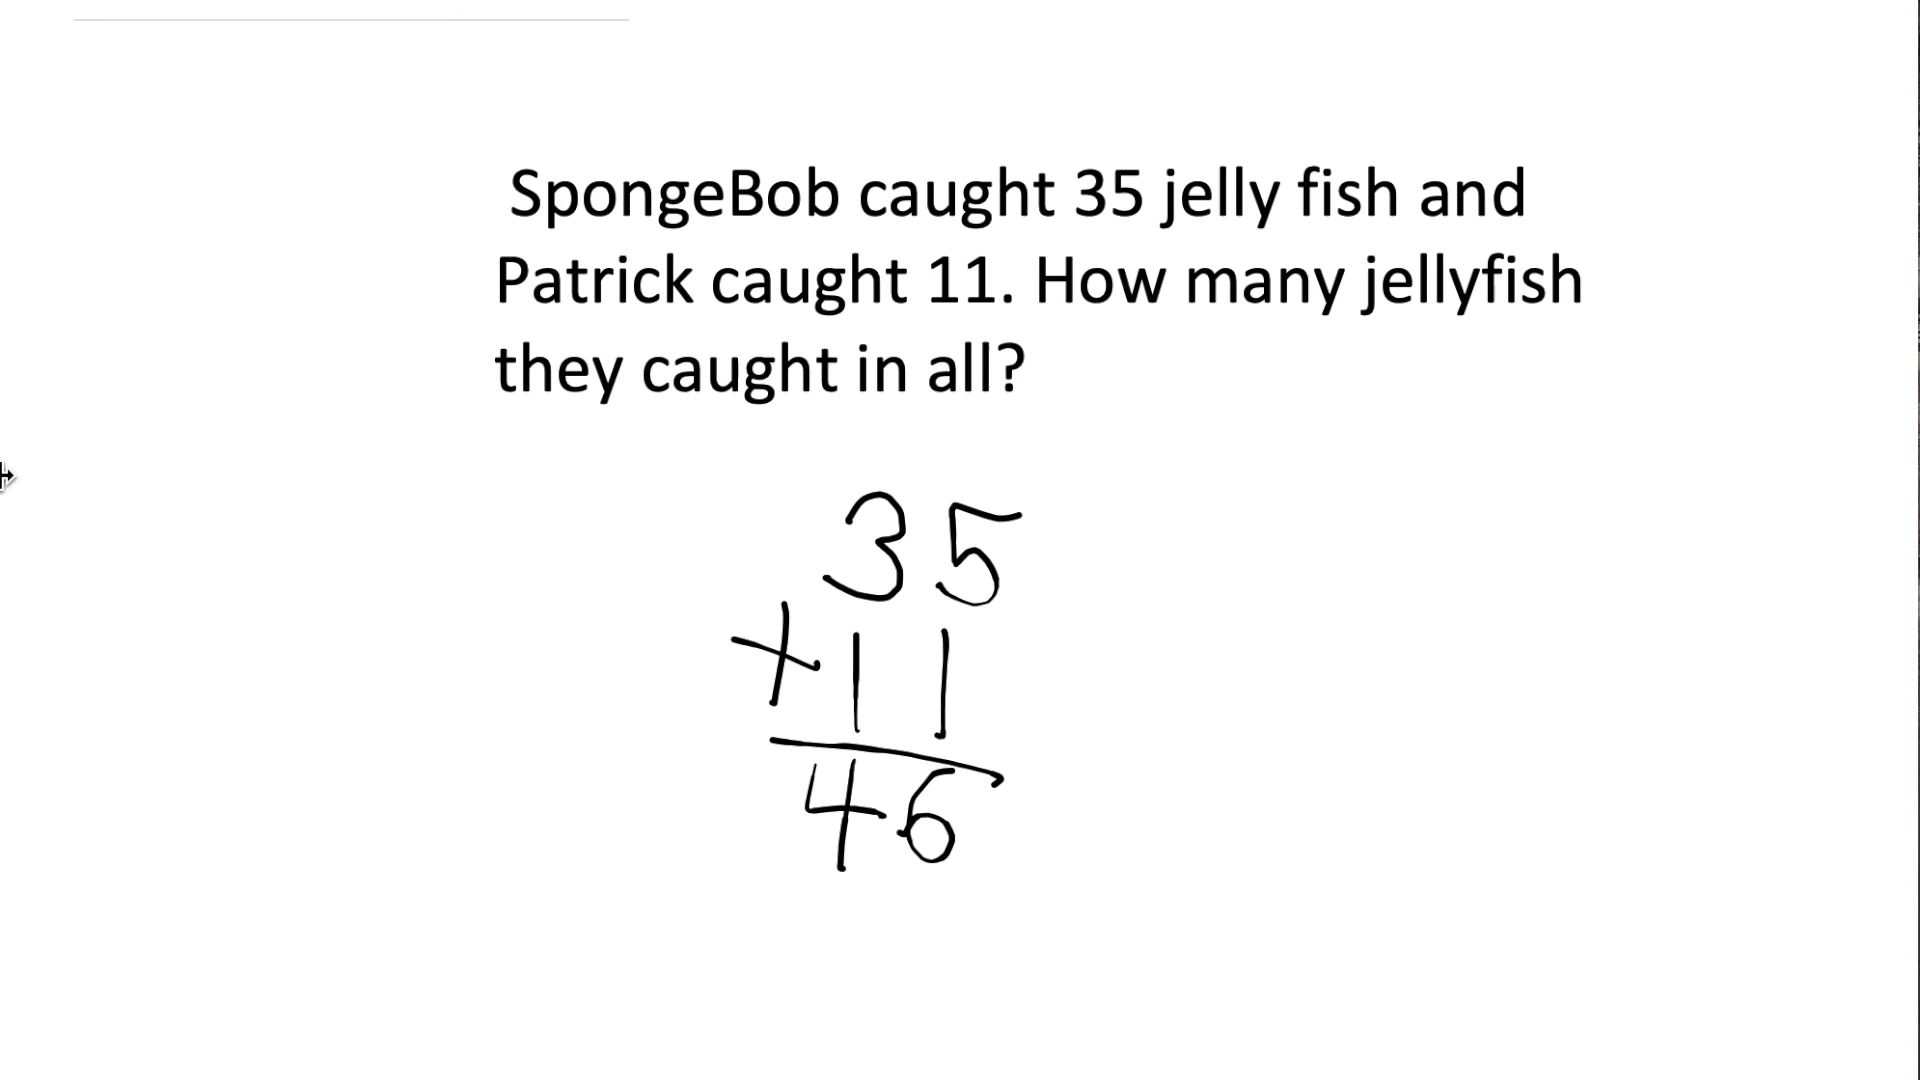 SpongeBob caught 35 jelly fish and
Patrick caught 11. How many jellyfish
they caught in all?
35
+11
46